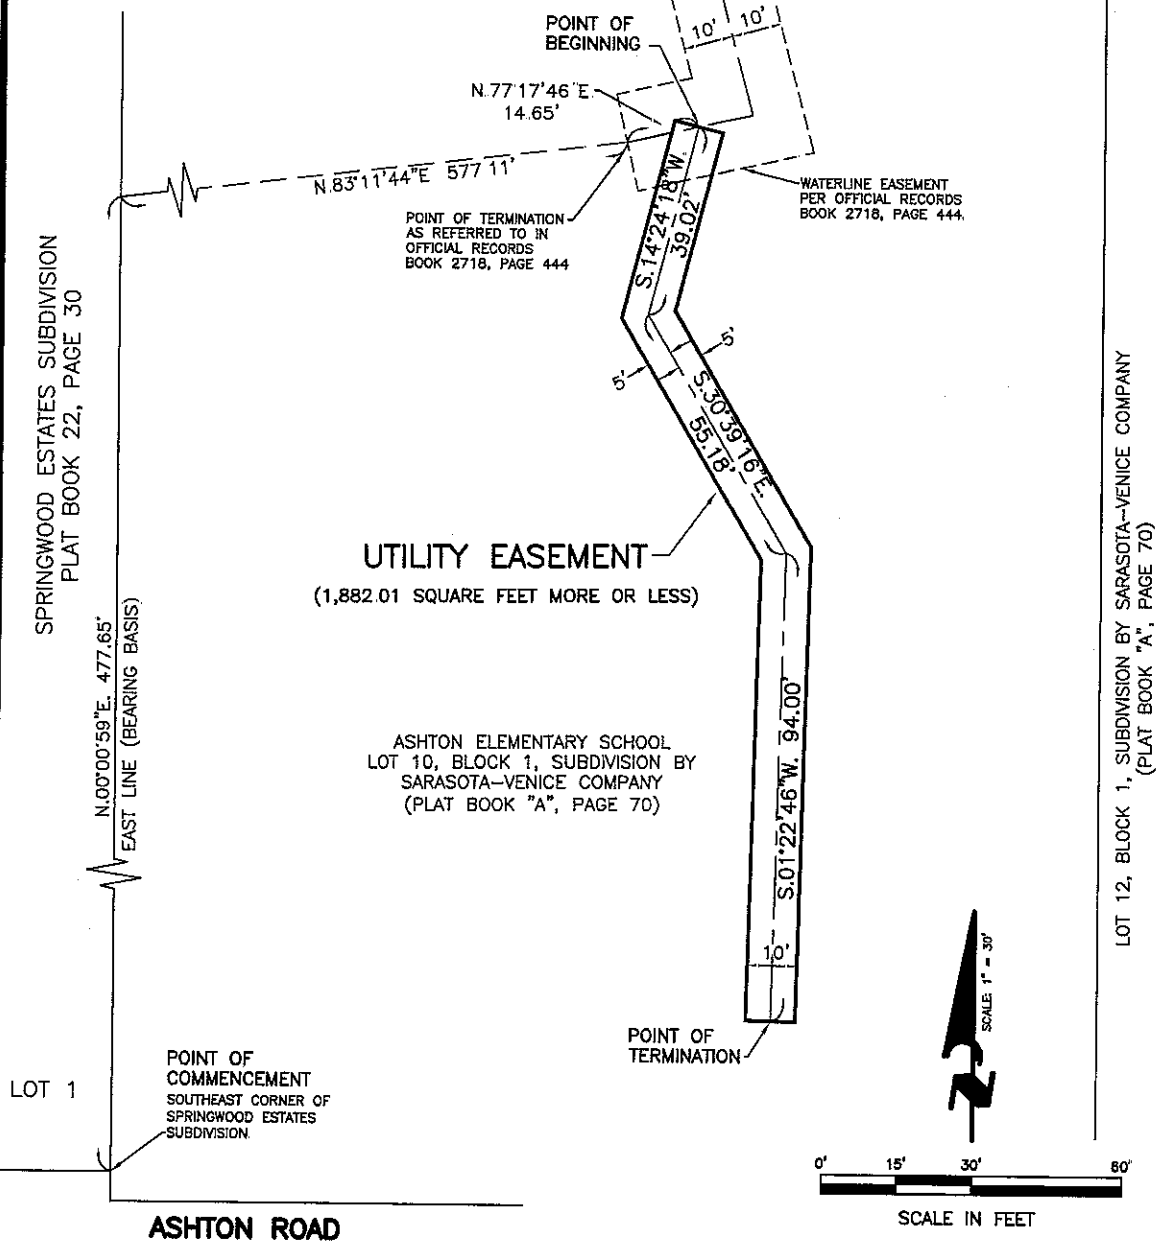 POINT OF
BEGINNING
10'
10'
N.77°17'46"E.
14.65'
N.83°11'44"E 577 11'
POINT OF TERMINATION
AS REFERRED TO IN
OFFICIAL RECORDS
BOOK 2718, PAGE 444
WATERLINE EASEMENT
PER OFFICIAL RECORDS
BOOK 2718, PAGE 444.
S.14°24'18"W.
39.02'
5'
5'
S.30°39'16"E.
55.18'
SPRINGWOOD ESTATES SUBDIVISION
PLAT BOOK 22, PAGE 30
UTILITY EASEMENT
(1,882.01 SQUARE FEET MORE OR LESS)
N.00°00'59"E. 477.65'
EAST LINE (BEARING BASIS)
ASHTON ELEMENTARY SCHOOL
LOT 10, BLOCK 1, SUBDIVISION BY
SARASOTA-VENICE COMPANY
(PLAT BOOK "A", PAGE 70)
S.01°22'46"W. 94.00'
10'
LOT 12, BLOCK 1, SUBDIVISION BY SARASOTA-VENICE COMPANY
(PLAT BOOK "A", PAGE 70)
POINT OF
TERMINATION
SCALE: 1" = 30'
N
LOT 1
POINT OF
COMMENCEMENT
SOUTHEAST CORNER OF
SPRINGWOOD ESTATES
SUBDIVISION.
0' 15' 30' 60'
SCALE IN FEET
ASHTON ROAD